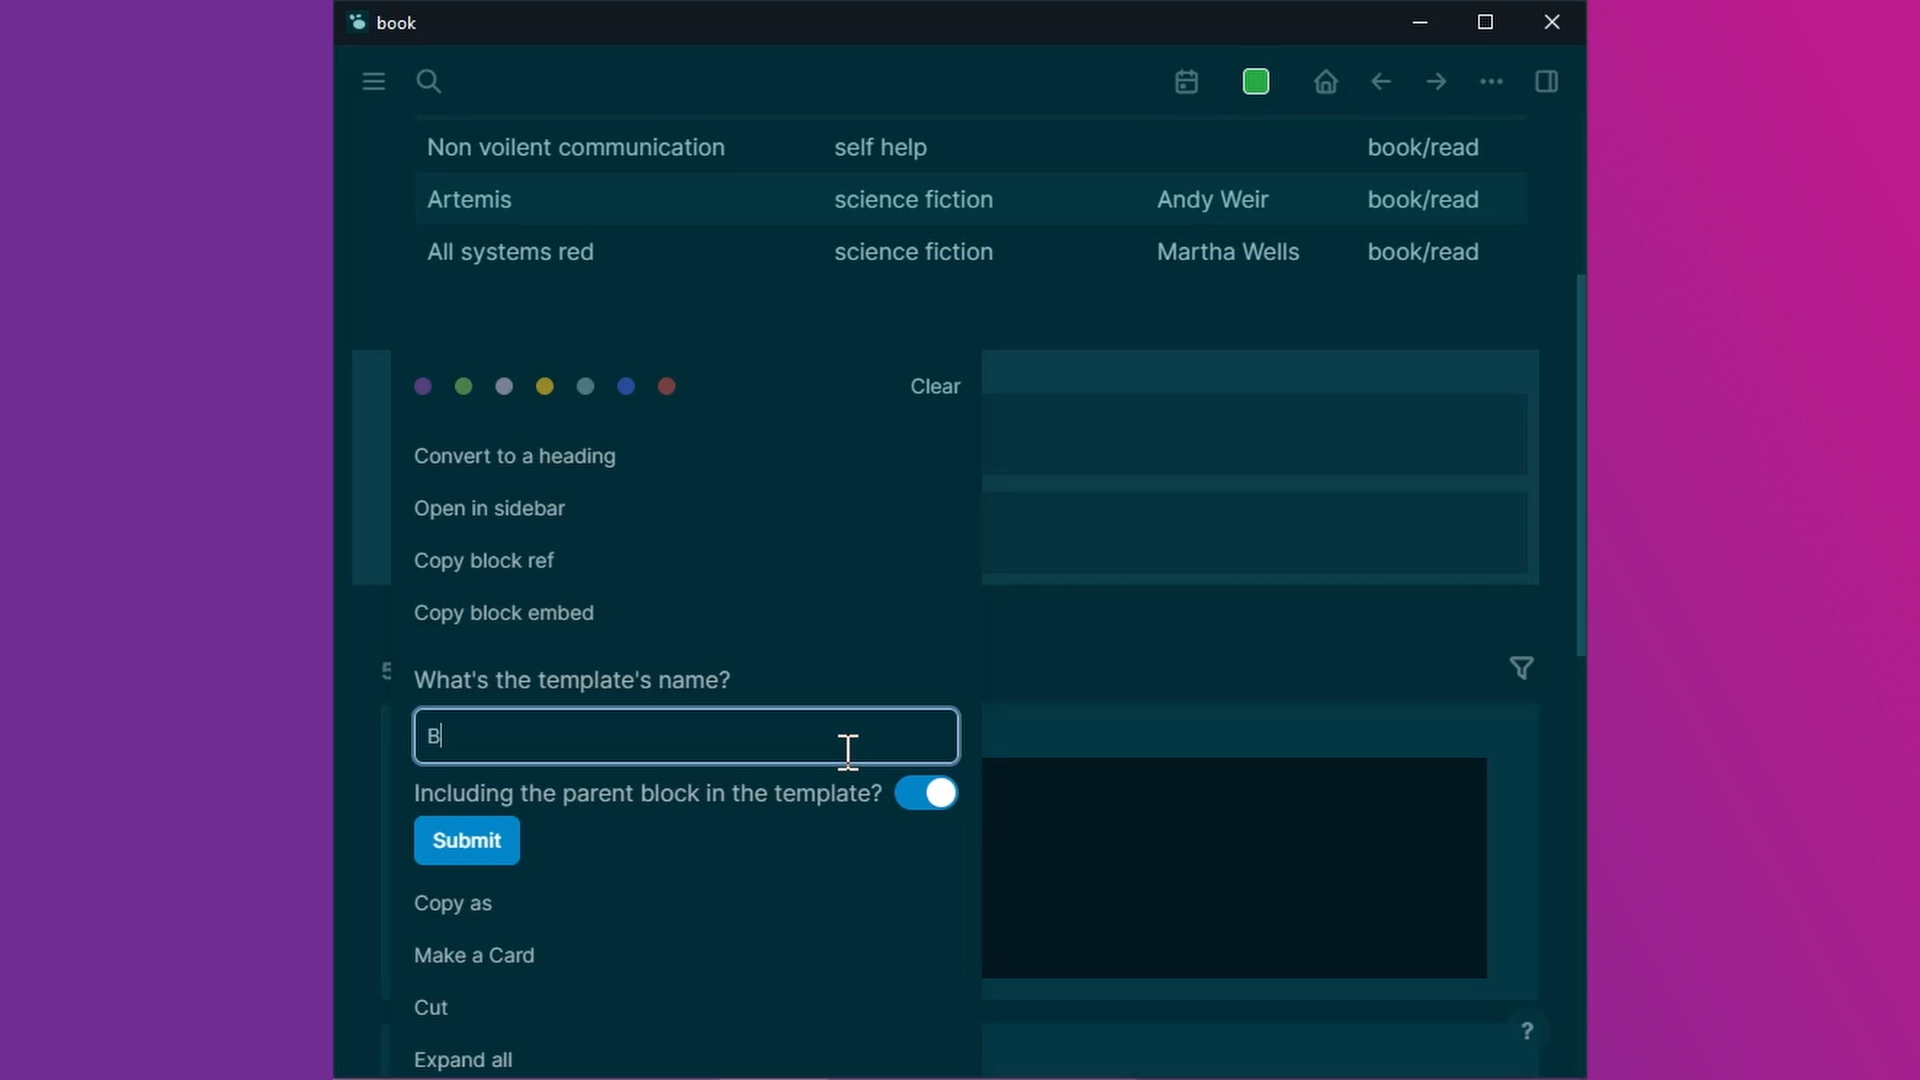 book
Non voilent communication self help book/read
Artemis science fiction Andy Weir book/read
All systems red science fiction Martha Wells book/read
Clear
Convert to a heading
Open in sidebar
Copy block ref
Copy block embed
What's the template's name?
B
Including the parent block in the template?
Submit
Copy as
Make a Card
Cut
Expand all
?